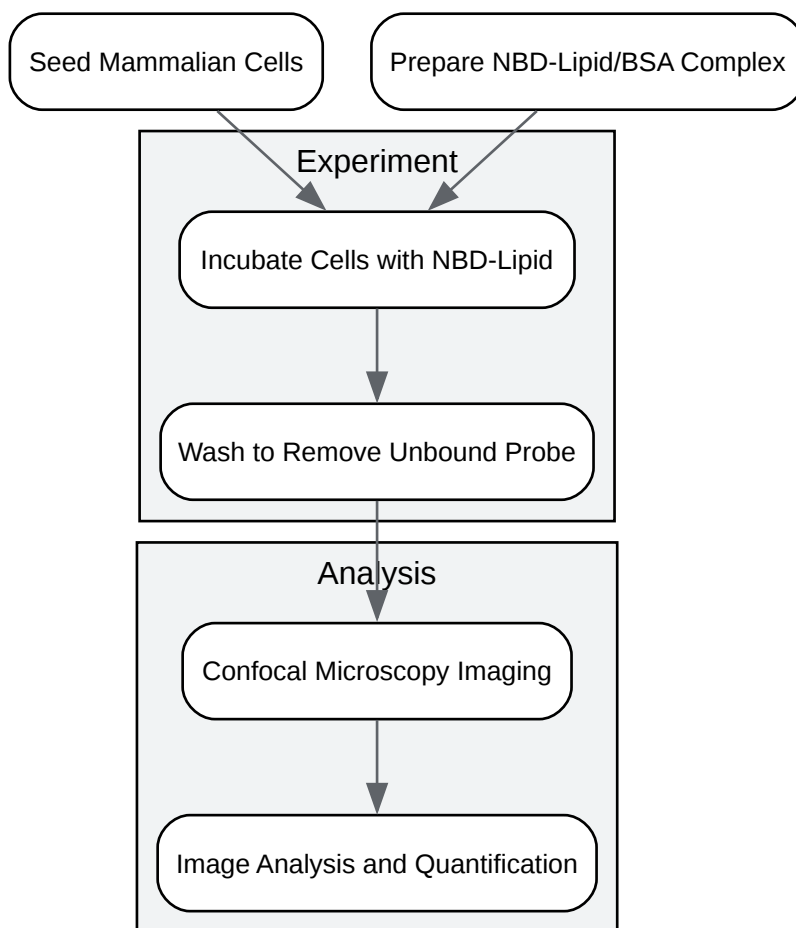 Seed Mammalian Cells
Prepare NBD-Lipid/BSA Complex
Experiment
Incubate Cells with NBD-Lipid
Wash to Remove Unbound Probe
Analysis
Confocal Microscopy Imaging
Image Analysis and Quantification